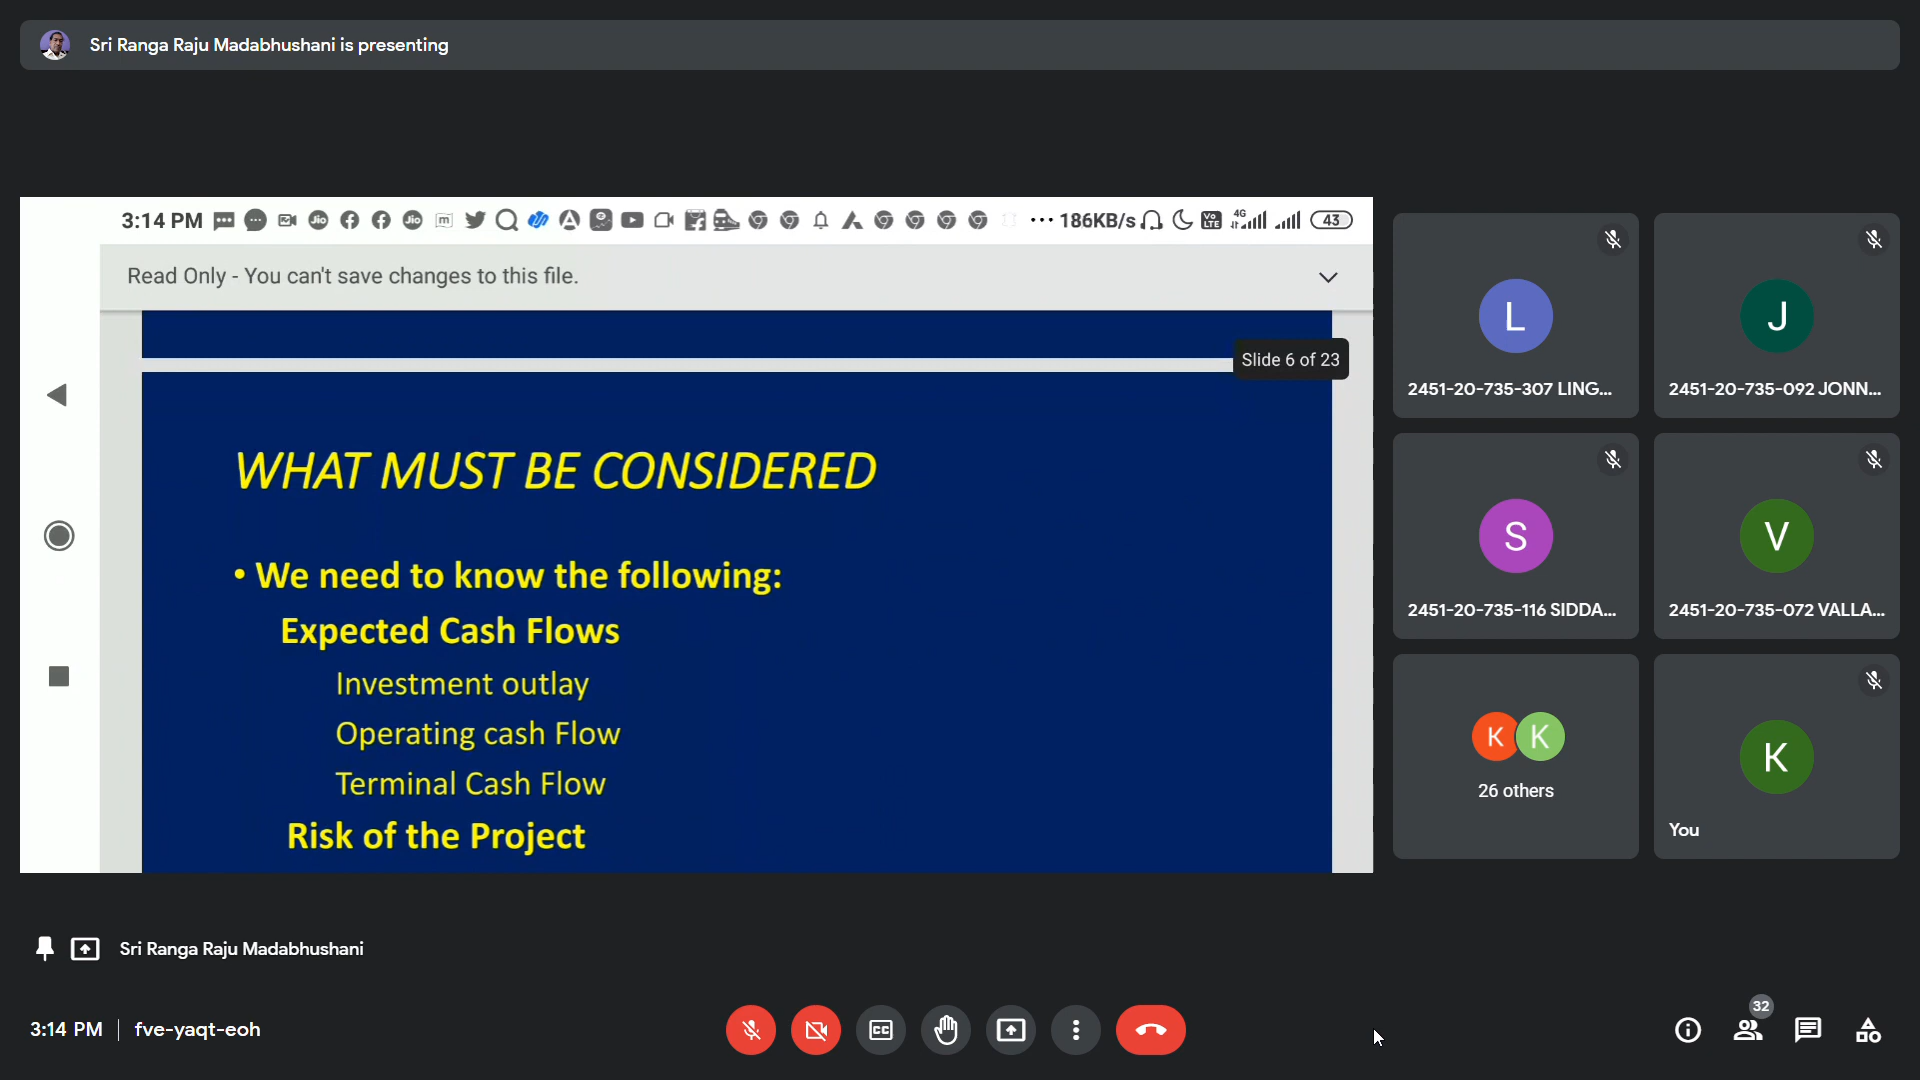 Sri Ranga Raju Madabhushani is presenting
3:14 PM
186KB/s
Vo LTE
4G
43
Read Only - You can't save changes to this file.
Slide 6 of 23
WHAT MUST BE CONSIDERED
• We need to know the following:
Expected Cash Flows
Investment outlay
Operating cash Flow
Terminal Cash Flow
Risk of the Project
L
2451-20-735-307 LING...
J
2451-20-735-092 JONN...
S
2451-20-735-116 SIDDA...
V
2451-20-735-072 VALLA...
K K
26 others
K
You
Sri Ranga Raju Madabhushani
3:14 PM | fve-yaqt-eoh
CC
32